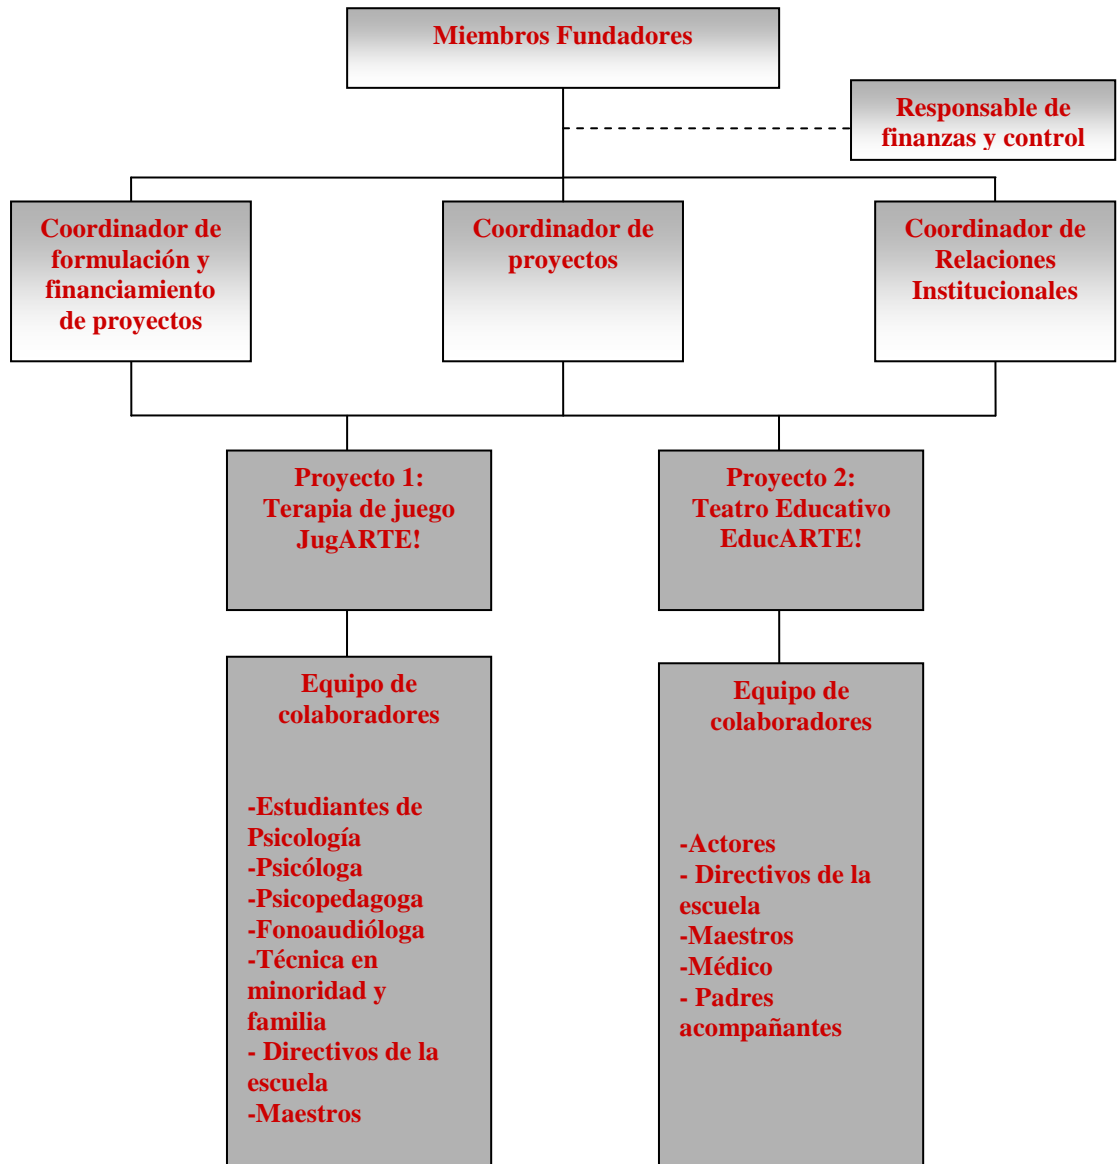 Miembros Fundadores
Responsable de
finanzas y control
Coordinador de
formulación y
financiamiento
de proyectos
Coordinador de
proyectos
Coordinador de
Relaciones
Institucionales
Proyecto 1:
Terapia de juego
JugARTE!
Proyecto 2:
Teatro Educativo
EducARTE!
Equipo de
colaboradores
-Estudiantes de
Psicología
-Psicóloga
-Psicopedagoga
-Fonoaudióloga
-Técnica en
minoridad y
familia
- Directivos de la
escuela
-Maestros
Equipo de
colaboradores
-Actores
- Directivos de la
escuela
-Maestros
-Médico
- Padres
acompañantes